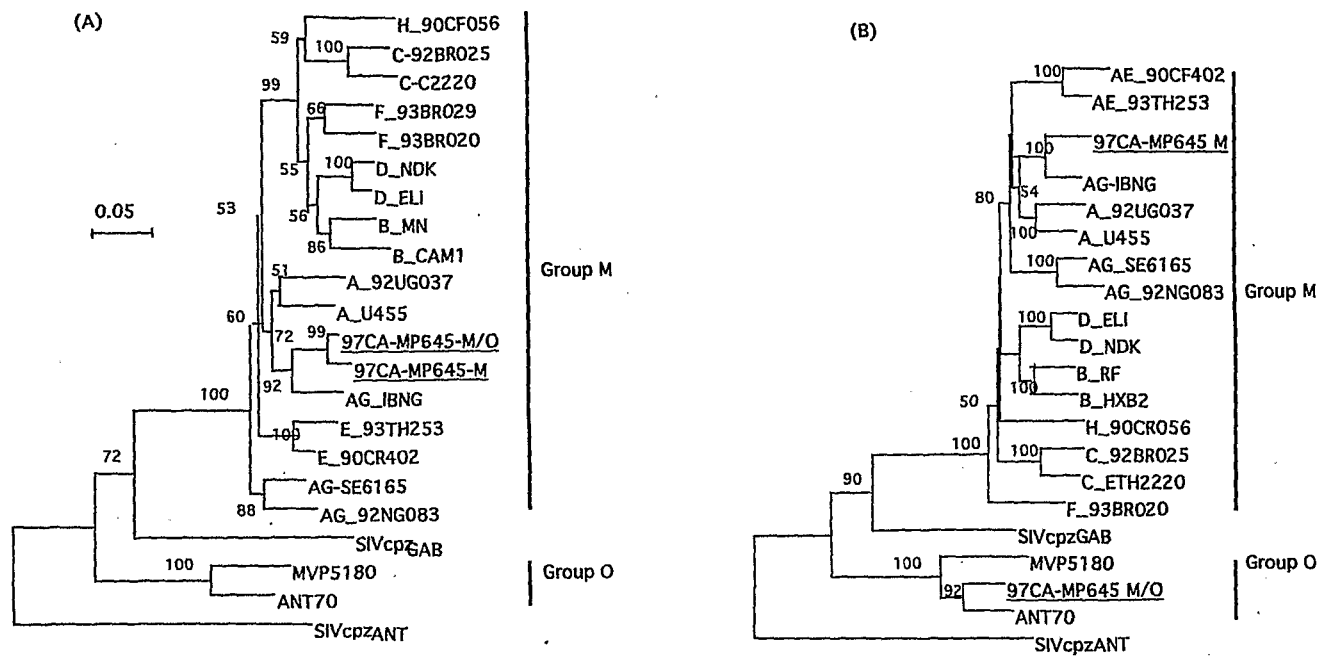 (A)
H_90CF056
59
100
C-92BR025
C-C2220
99
66
F_93BR029
F_93BR020
55
100
D_NDK
D_ELI
56
B_MN
86
B_CAM1
53
0.05
Group M
51
A_92UG037
A_U455
60
72
99
97CA-MP645-M/O
97CA-MP645-M
92
AG_IBNG
100
E_93TH253
100
E_90CR402
AG-SE6165
88
AG_92NG083
72
SIVcpzGAB
100
MVP5180
ANT70
Group O
SIVcpzANT
(B)
100
AE_90CF402
AE_93TH253
97CA-MP645 M
100
AG-IBNG
80
54
A_92UG037
100
A_U455
100
AG_SE6165
AG_92NG083
Group M
100
D_ELI
D_NDK
B_RF
100
B_HXB2
50
H_90CR056
100
100
C_92BR025
C_ETH2220
F_93BR020
90
SIVcpzGAB
100
MVP5180
Group O
92
97CA-MP645 M/O
ANT70
SIVcpzANT